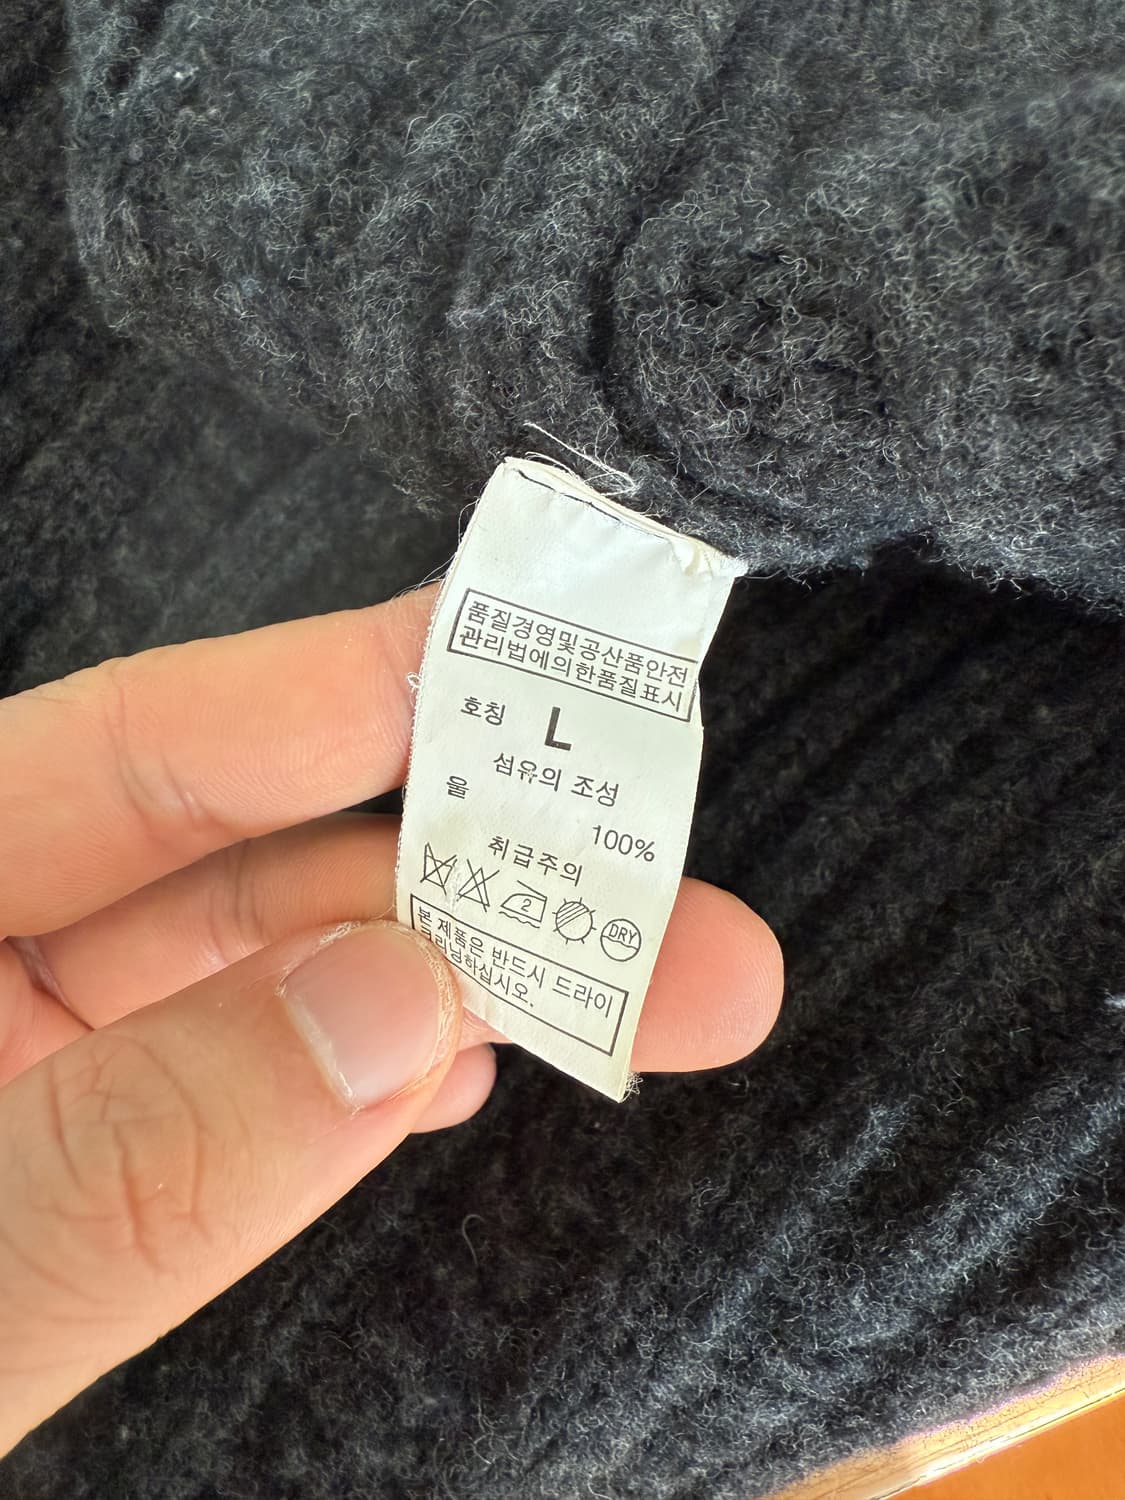 품질경영및공산품안전
관리법에의한품질표시
호칭 L
섬유의 조성
울
100%
취급주의
2
DRY
본 제품은 반드시 드라이
크리닝하십시오.